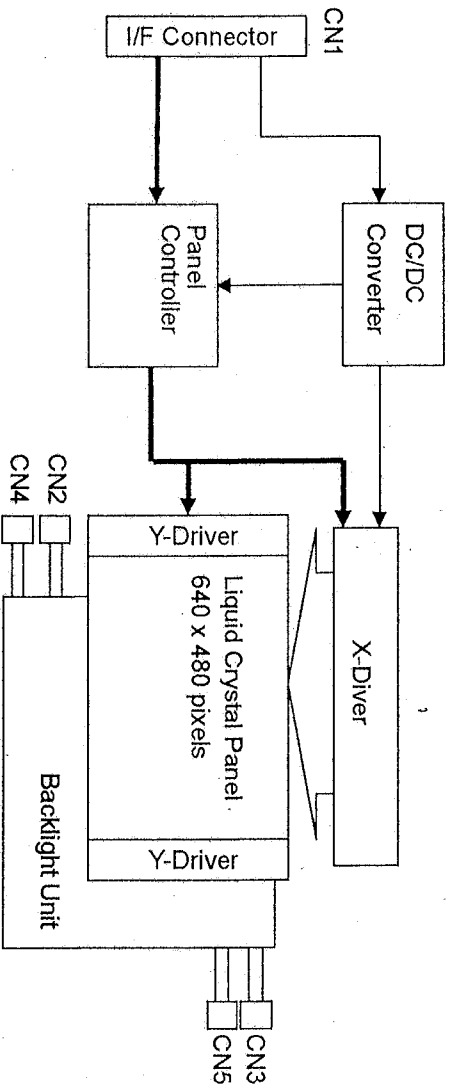 CN1
I/F Connector
DC/DC
Converter
Panel
Controller
X-Diver
Y-Driver
Liquid Crystal Panel
640 x 480 pixels
Y-Driver
Backlight Unit
CN2
CN4
CN3
CN5